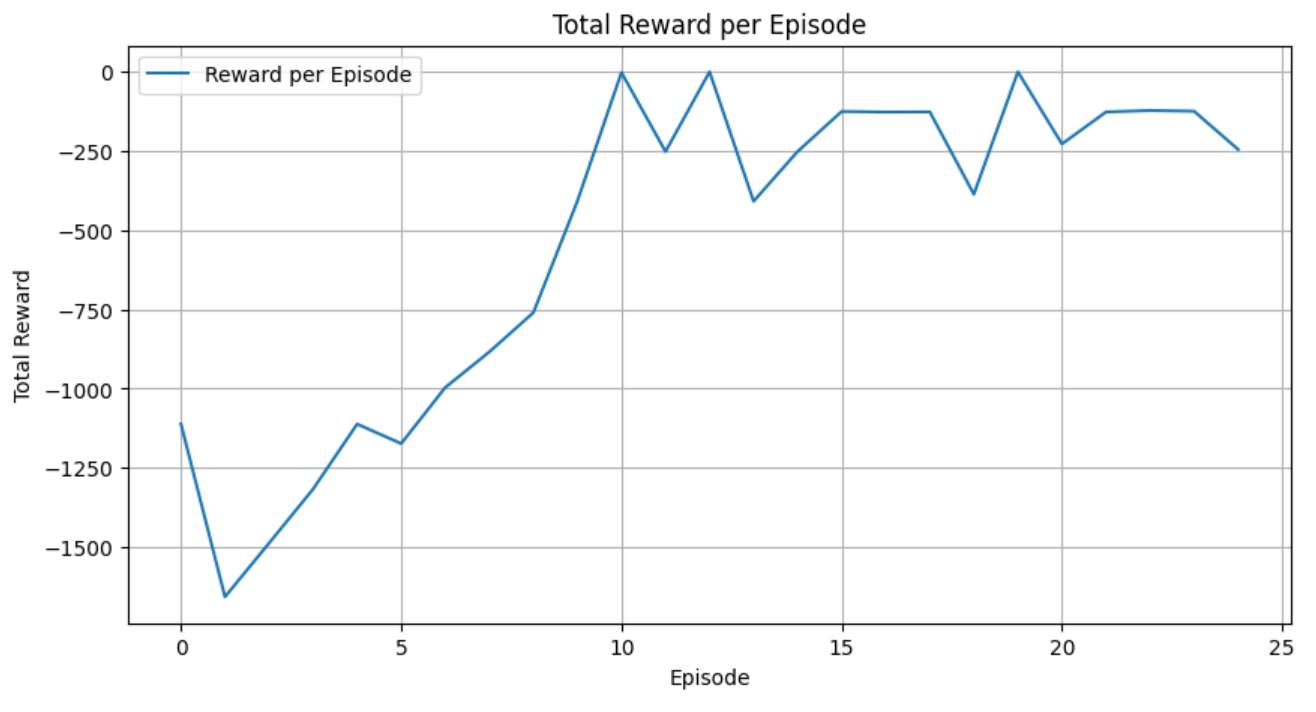 Total Reward per Episode
Reward per Episode
Total Reward
0
−250
−500
−750
−1000
−1250
−1500
0 5 10 15 20 25
Episode